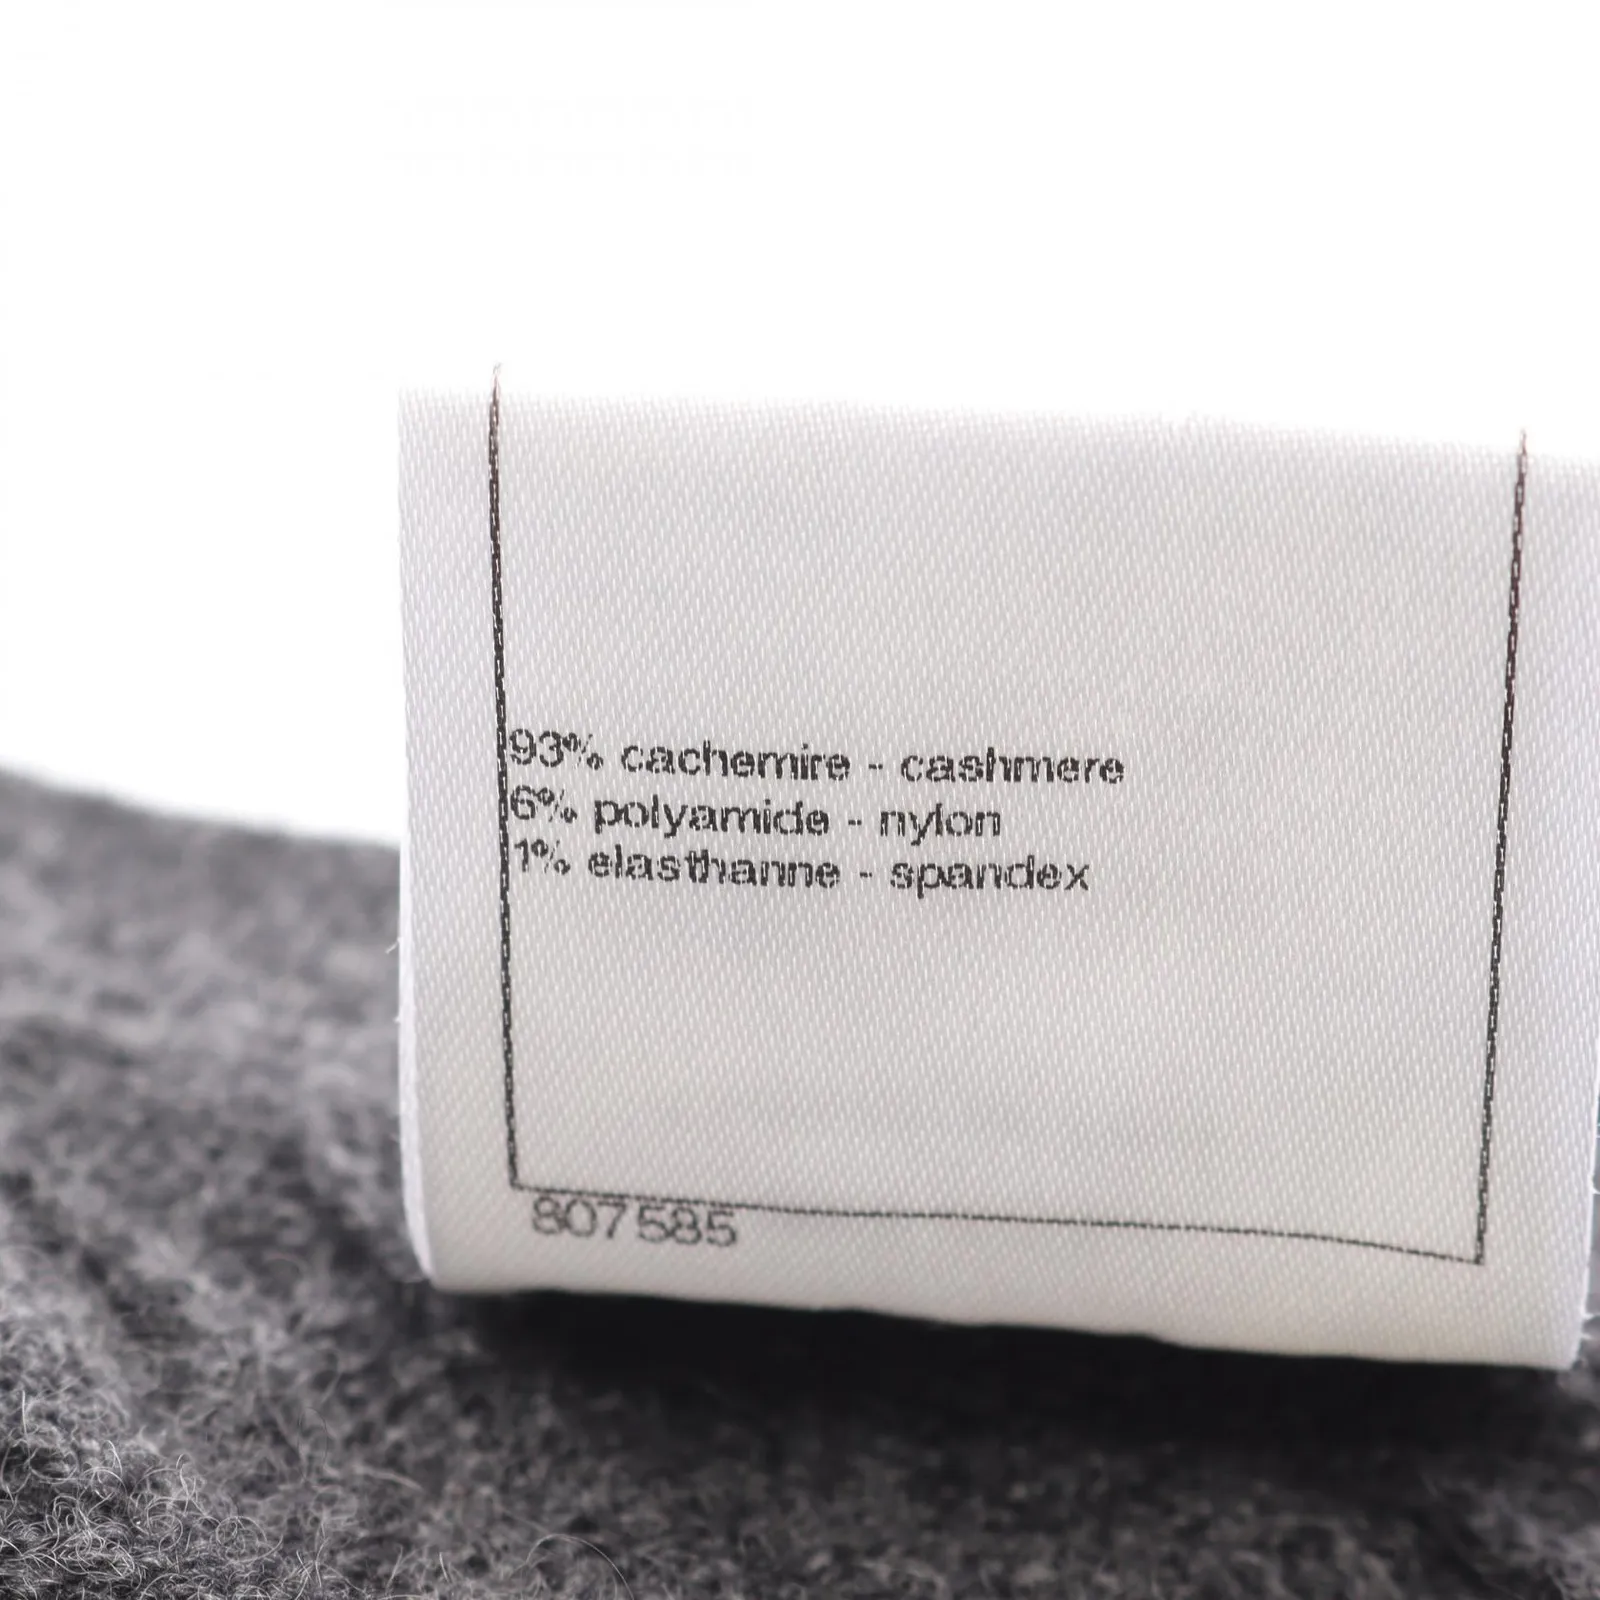 93% cachemire - cashmere
6% polyamide - nylon
1% elasthanne - spandex
807585